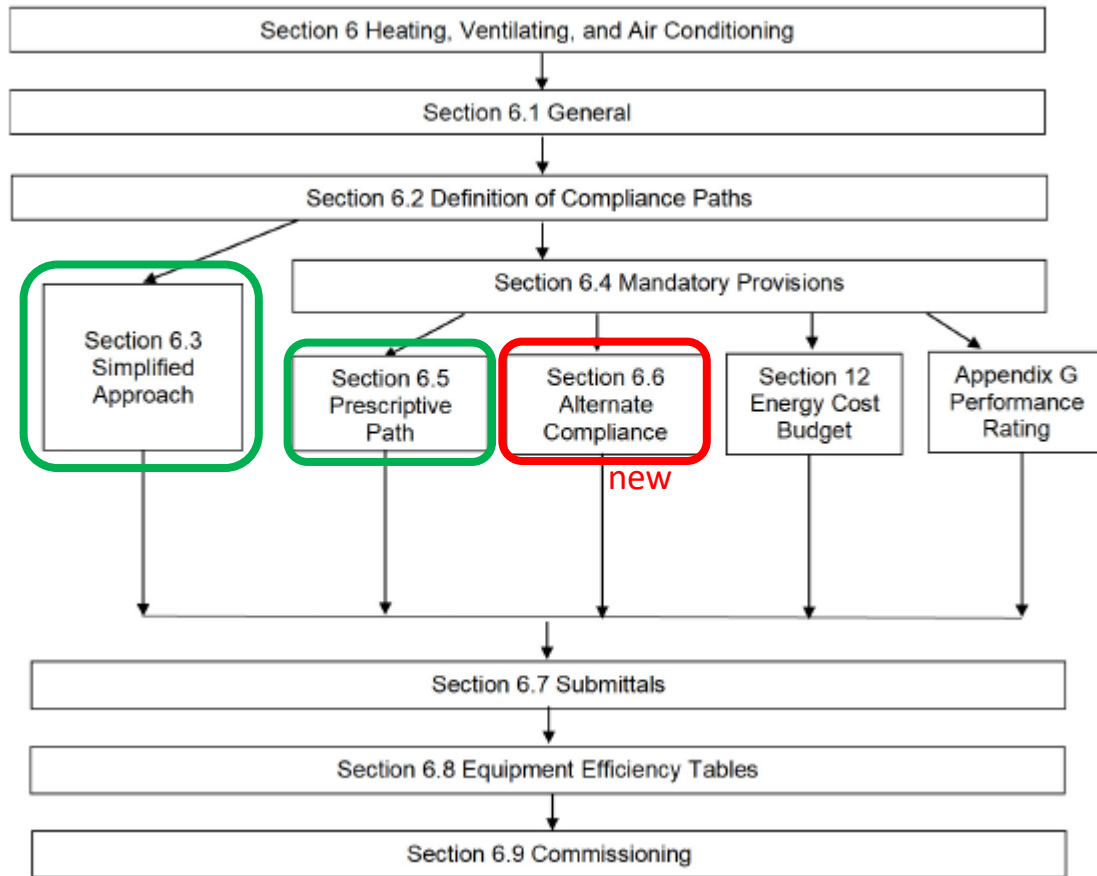 Section 6 Heating, Ventilating, and Air Conditioning
Section 6.1 General
Section 6.2 Definition of Compliance Paths
Section 6.4 Mandatory Provisions
Section 6.3
Simplified
Approach
Section 6.5
Prescriptive
Path
Section 6.6
Alternate
Compliance
new
Section 12
Energy Cost
Budget
Appendix G
Performance
Rating
Section 6.7 Submittals
Section 6.8 Equipment Efficiency Tables
Section 6.9 Commissioning